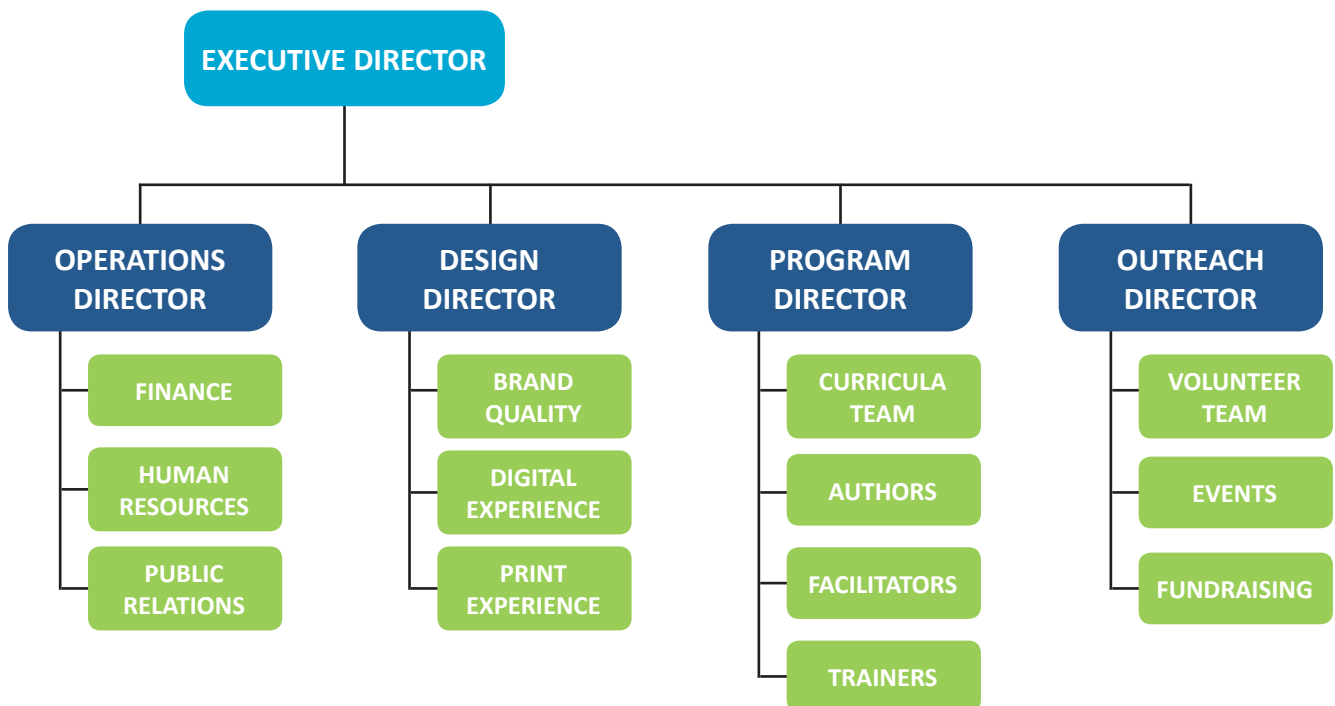 EXECUTIVE DIRECTOR
OPERATIONS
DIRECTOR
FINANCE
HUMAN
RESOURCES
PUBLIC
RELATIONS
DESIGN
DIRECTOR
BRAND
QUALITY
DIGITAL
EXPERIENCE
PRINT
EXPERIENCE
PROGRAM
DIRECTOR
CURRICULA
TEAM
AUTHORS
FACILITATORS
TRAINERS
OUTREACH
DIRECTOR
VOLUNTEER
TEAM
EVENTS
FUNDRAISING